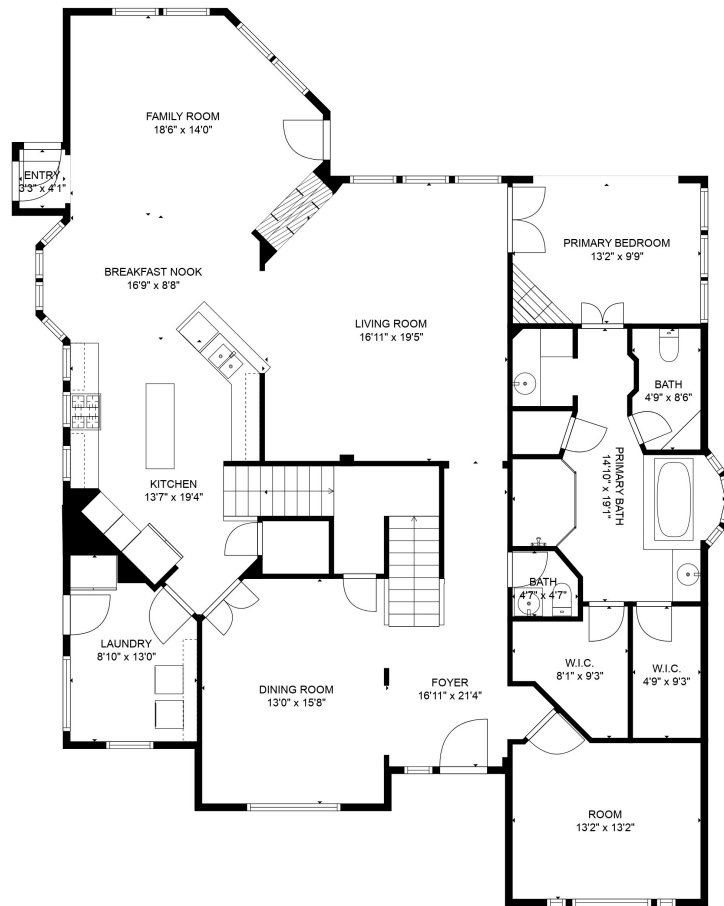 FAMILY ROOM
18'6" x 14'0"
ENTRY
3'3" x 4'1"
PRIMARY BEDROOM
13'2" x 9'9"
BREAKFAST NOOK
16'9" x 8'8"
LIVING ROOM
16'11" x 19'5"
BATH
4'9" x 8'6"
PRIMARY BATH
14'10" x 19'1"
KITCHEN
13'7" x 19'4"
BATH
4'7" x 4'7"
LAUNDRY
8'10" x 13'0"
W.I.C.
8'1" x 9'3"
W.I.C.
4'9" x 9'3"
DINING ROOM
13'0" x 15'8"
FOYER
16'11" x 21'4"
ROOM
13'2" x 13'2"